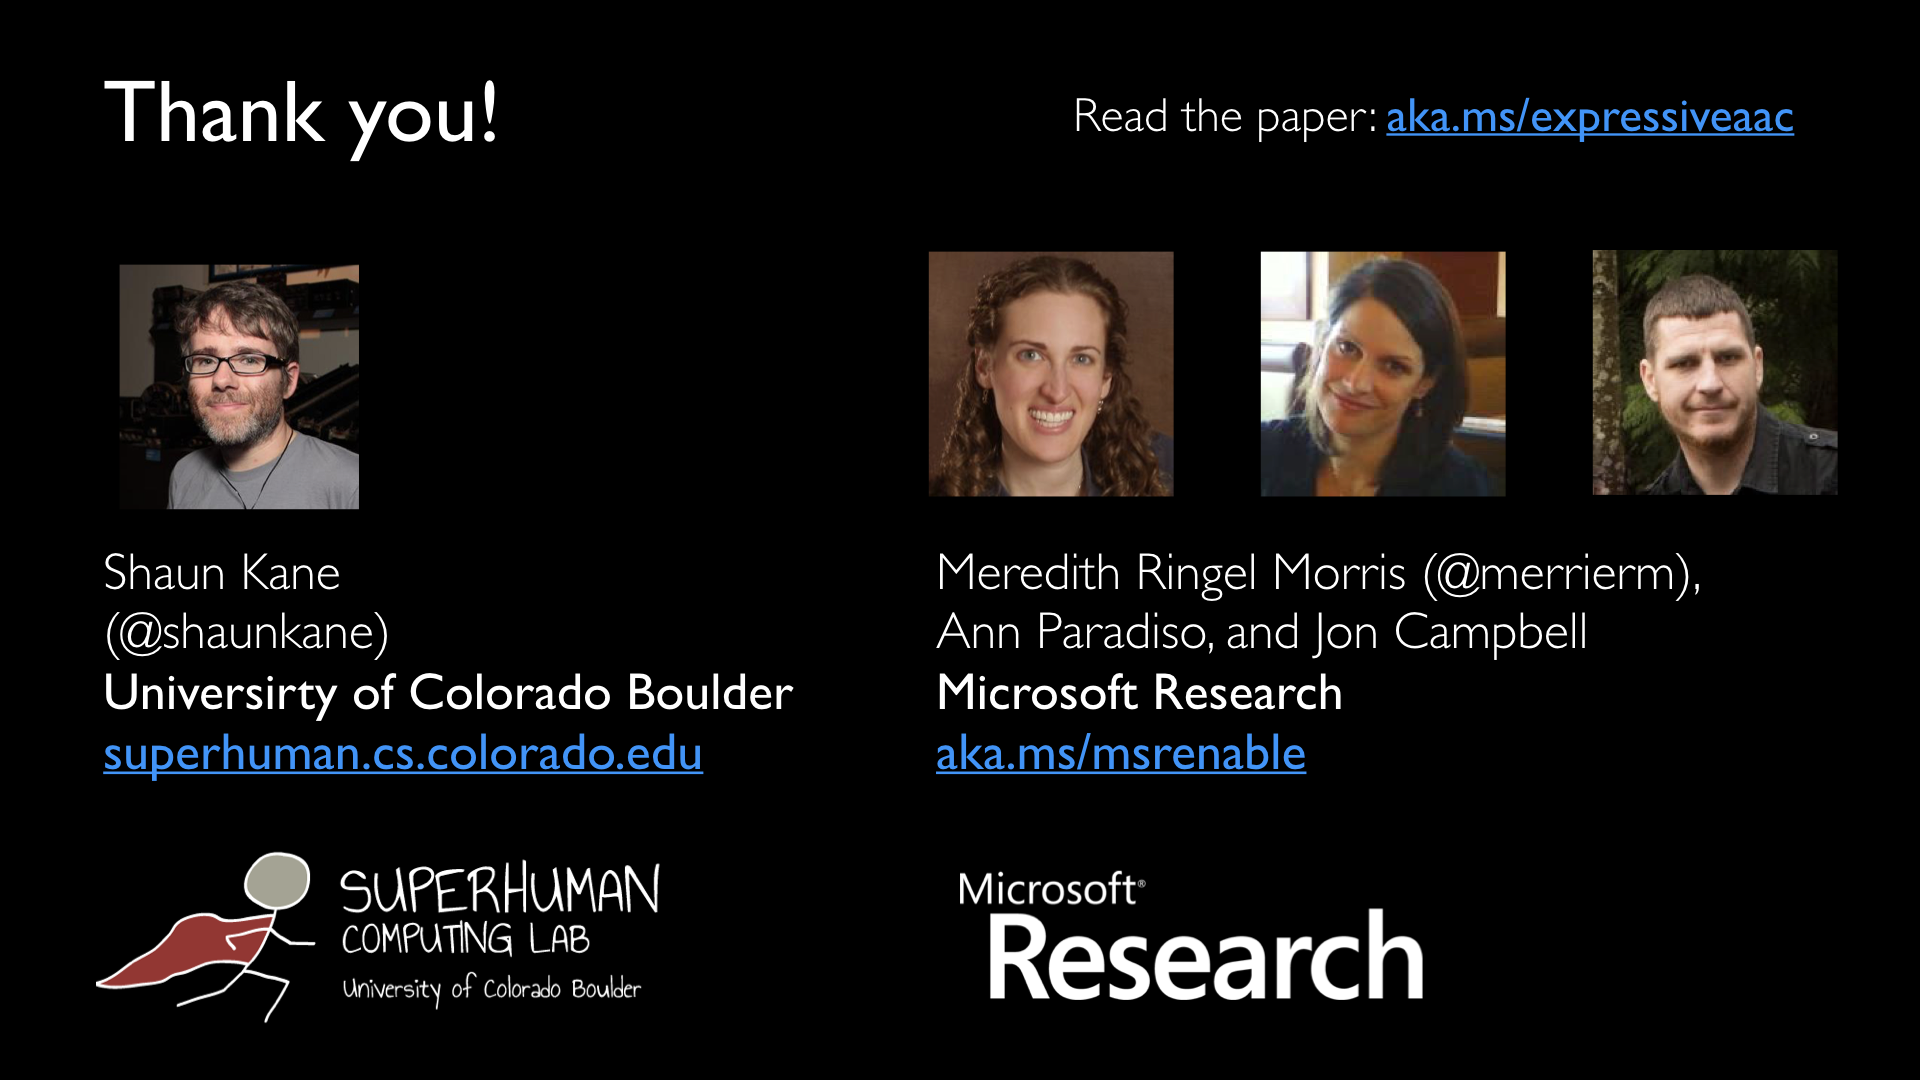 Thank you!
Read the paper: aka.ms/expressiveaac
Shaun Kane
(@shaunkane)
Universirty of Colorado Boulder
superhuman.cs.colorado.edu
Meredith Ringel Morris (@merrierm),
Ann Paradiso, and Jon Campbell
Microsoft Research
aka.ms/msrenable
SUPERHUMAN
COMPUTING LAB
University of Colorado Boulder
Microsoft®
Research